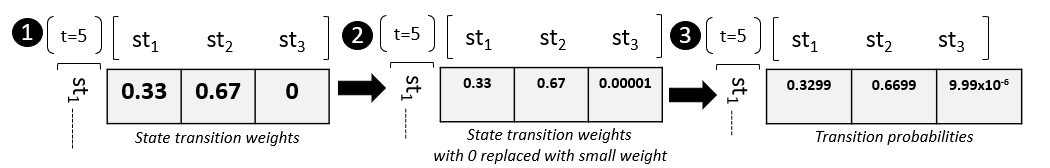 1 (t=5) [st₁ st₂ st₃]
st₁ 0.33 0.67 0
State transition weights
2 (t=5) [st₁ st₂ st₃]
st₁ 0.33 0.67 0.00001
State transition weights
with 0 replaced with small weight
3 (t=5) [st₁ st₂ st₃]
st₁ 0.3299 0.6699 9.99x10⁻⁶
Transition probabilities